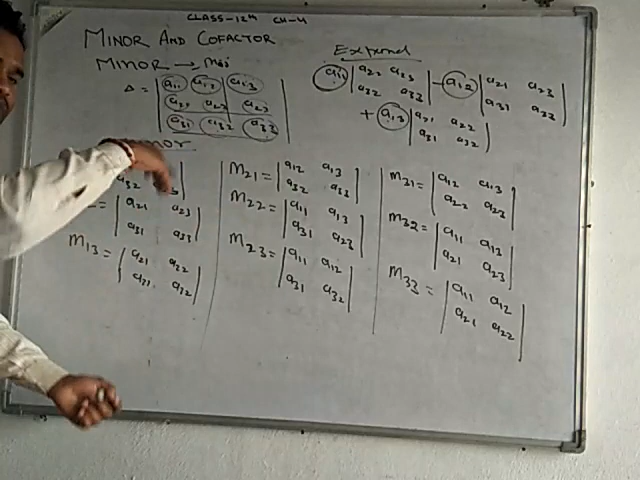 CLASS-12th CH-4
MINOR AND COFACTOR
MINOR → Mij
Δ = | a11 a12 a13 |
| a21 a22 a23 |
| a31 a32 a33 |
a11 | a22 a23 | - a12 | a21 a23 |
| a32 a33 | | a31 a33 |
+ a13 | a21 a22 |
| a31 a32 |
a32
= | a21 a23 |
| a31 a33 |
M13 = | a21 a22 |
| a31 a32 |
M21 = | a12 a13 |
| a32 a33 |
M22 = | a11 a13 |
| a31 a23 |
M23 = | a11 a12 |
| a31 a32 |
M31 = | a12 a13 |
| a22 a23 |
M32 = | a11 a13 |
| a21 a23 |
M33 = | a11 a12 |
| a21 a22 |